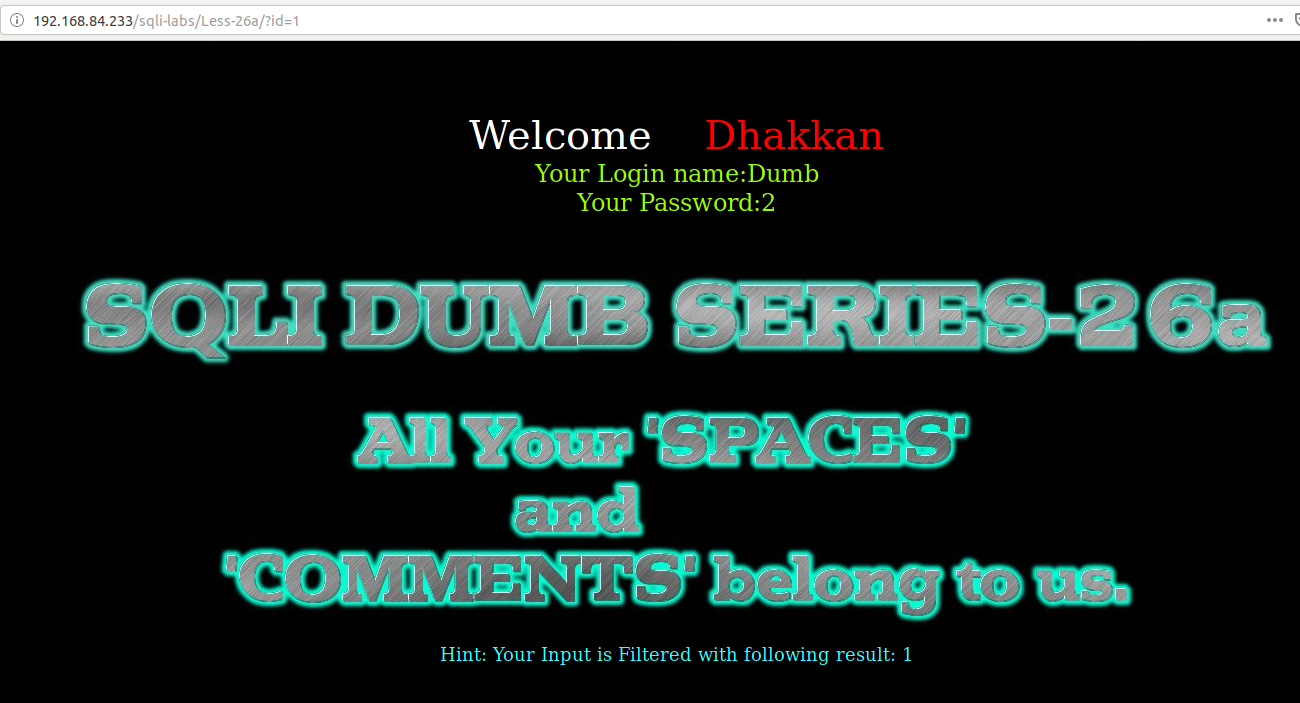 192.168.84.233/sqli-labs/Less-26a/?id=1
Welcome Dhakkan
Your Login name:Dumb
Your Password:2
SQLI DUMB SERIES-26a
All Your 'SPACES'
and
'COMMENTS' belong to us.
Hint: Your Input is Filtered with following result: 1